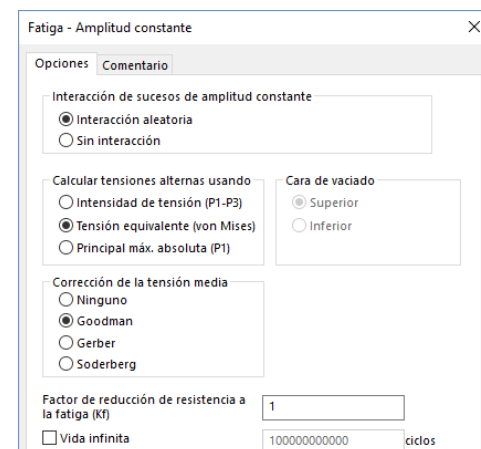 Fatiga - Amplitud constante
Opciones Comentario
Interacción de sucesos de amplitud constante
Interacción aleatoria
Sin interacción
Calcular tensiones alternas usando
Intensidad de tensión (P1-P3)
Tensión equivalente (von Mises)
Principal máx. absoluta (P1)
Cara de vaciado
Superior
Inferior
Corrección de la tensión media
Ninguno
Goodman
Gerber
Soderberg
Factor de reducción de resistencia a
la fatiga (Kf)
1
Vida infinita
100000000000 ciclos